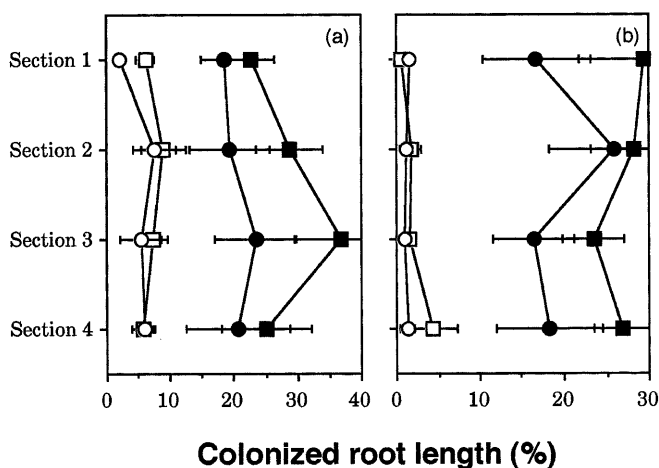 (a) (b)
Section 1
Section 2
Section 3
Section 4
0 10 20 30 40 0 10 20 30
Colonized root length (%)